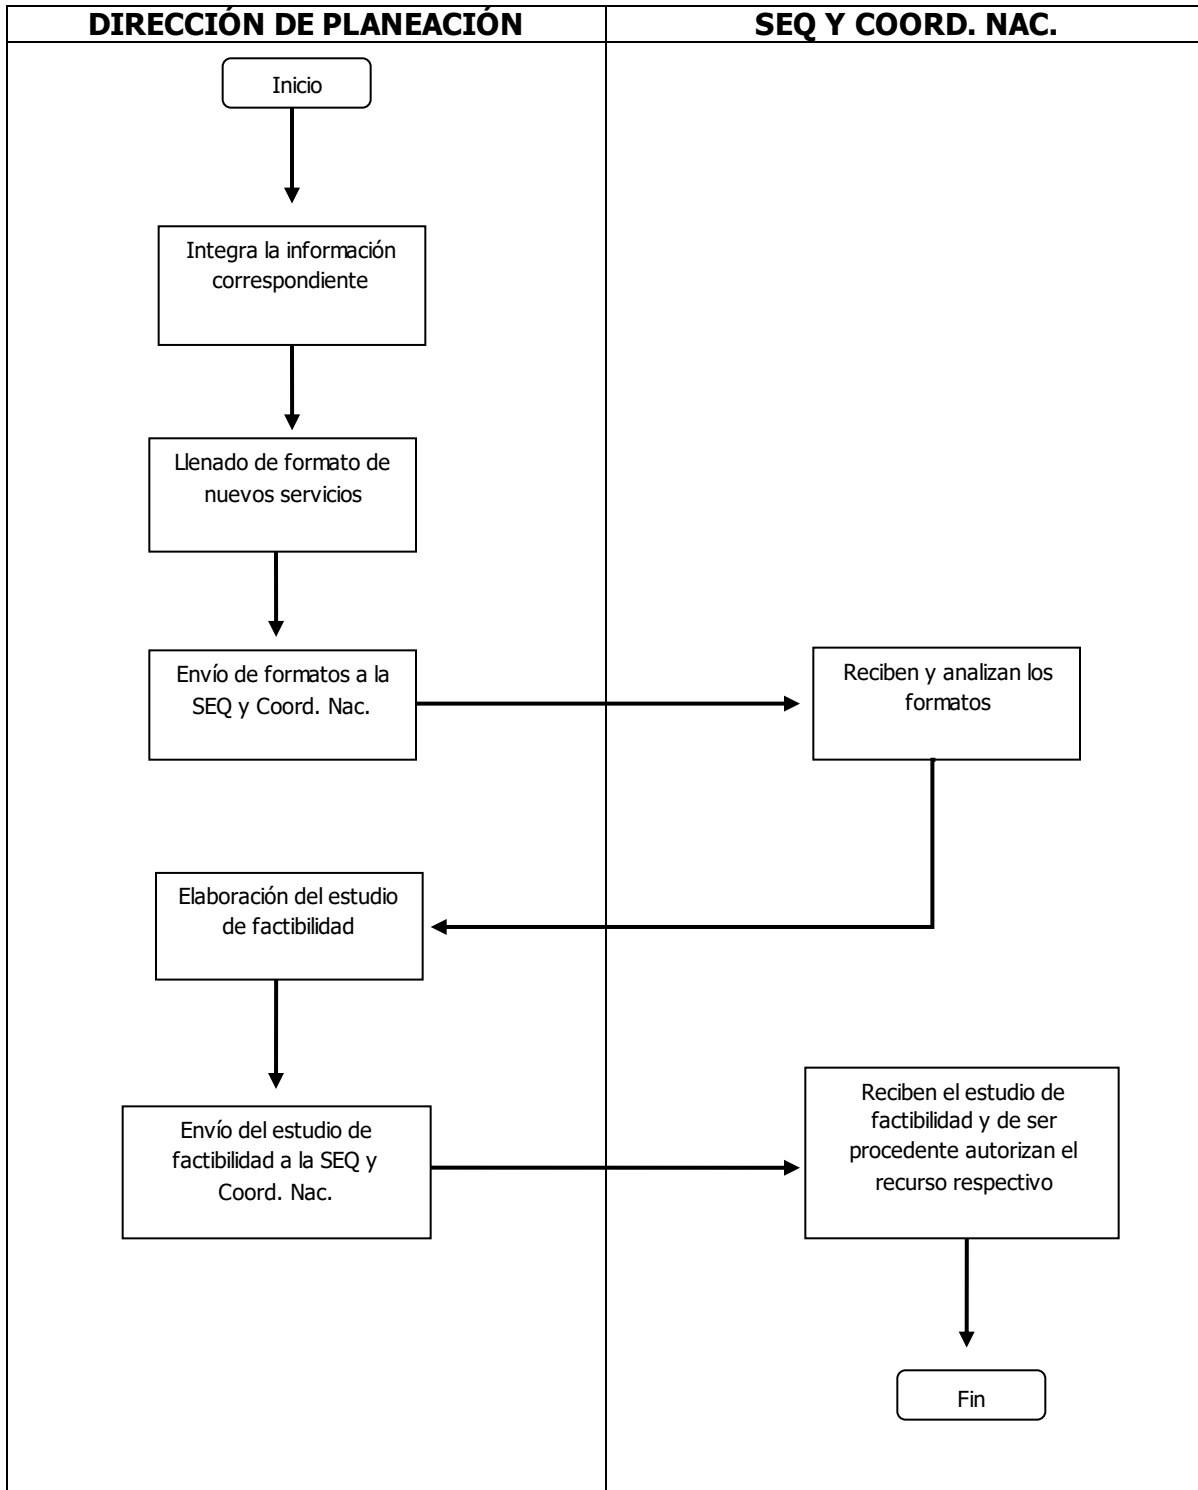 DIRECCIÓN DE PLANEACIÓN
SEQ Y COORD. NAC.
Inicio
Integra la información
correspondiente
Llenado de formato de
nuevos servicios
Envío de formatos a la
SEQ y Coord. Nac.
Reciben y analizan los
formatos
Elaboración del estudio
de factibilidad
Envío del estudio de
factibilidad a la SEQ y
Coord. Nac.
Reciben el estudio de
factibilidad y de ser
procedente autorizan el
recurso respectivo
Fin